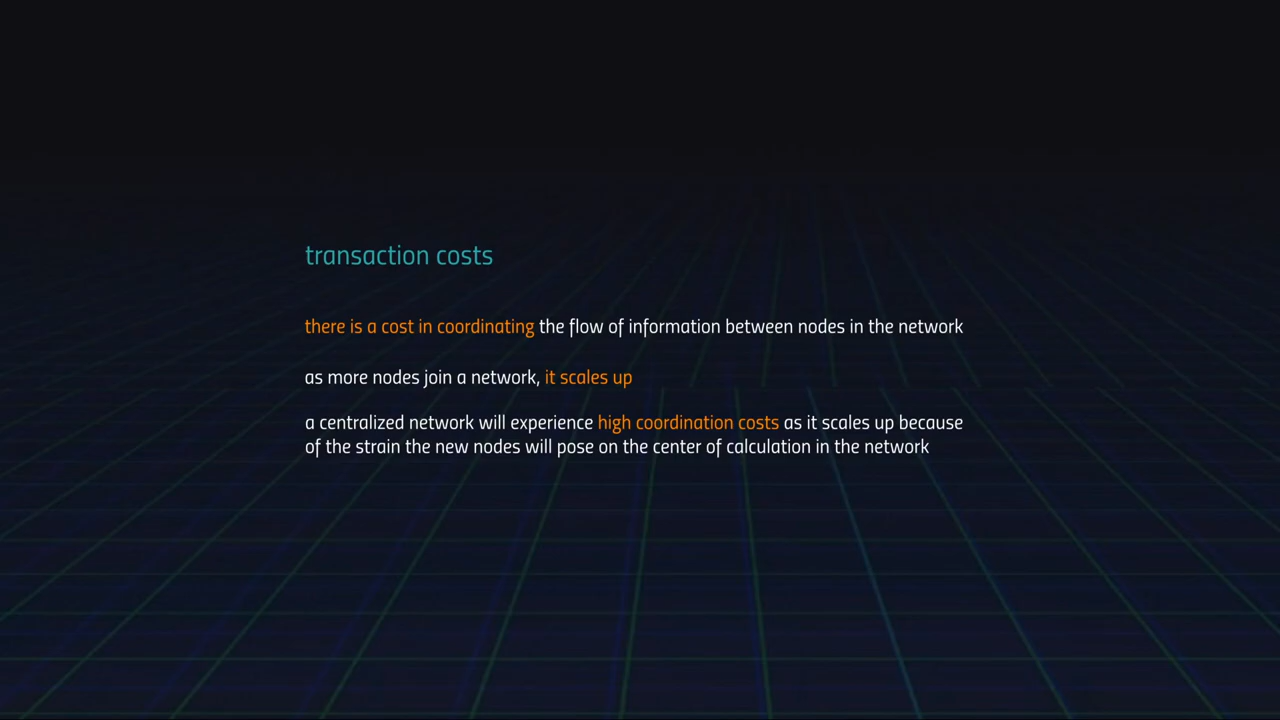 transaction costs
there is a cost in coordinating the flow of information between nodes in the network
as more nodes join a network, it scales up
a centralized network will experience high coordination costs as it scales up because
of the strain the new nodes will pose on the center of calculation in the network